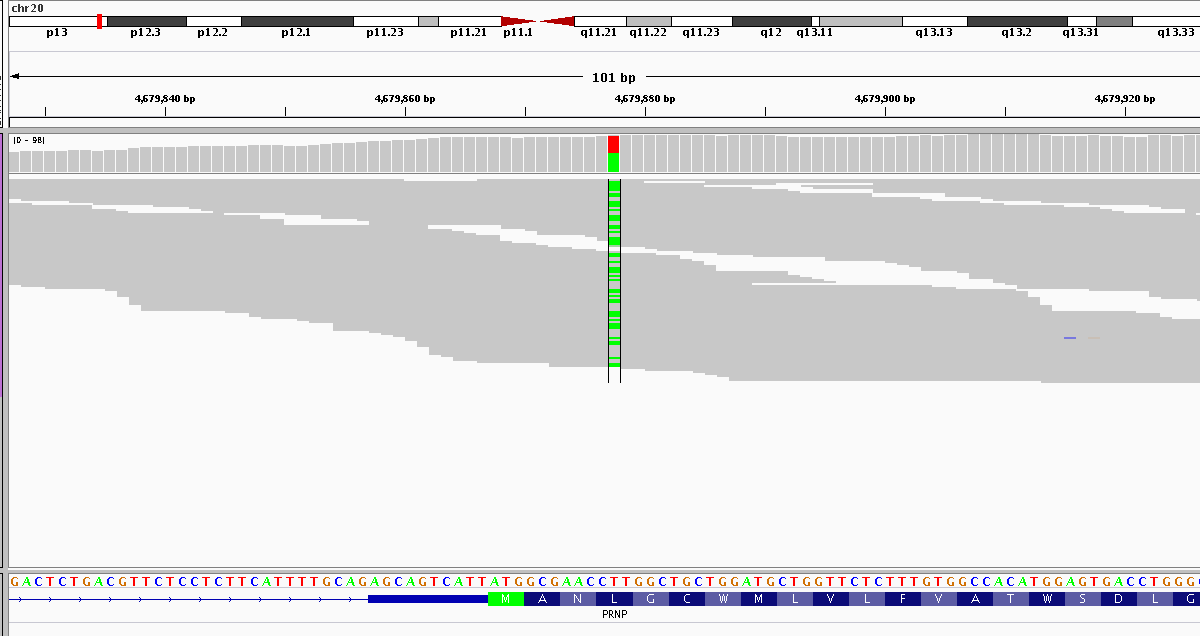 chr20
p13 p12.3 p12.2 p12.1 p11.23 p11.21 p11.1 q11.21 q11.22 q11.23 q12 q13.11 q13.13 q13.2 q13.31 q13.33
101 bp
4,679,840 bp 4,679,860 bp 4,679,880 bp 4,679,900 bp 4,679,920 bp
[0 - 98]
GACTCTGACGTTCTCCTCTTCATTTTGCAGAGCAGTCATTATGGCGAACCTTGGCTGCTGGATGCTGGTTCTCTTTGTGGCCACATGGAGTGACCTGGG
M A N L G C W M L V L F V A T W S D L G
PRNP